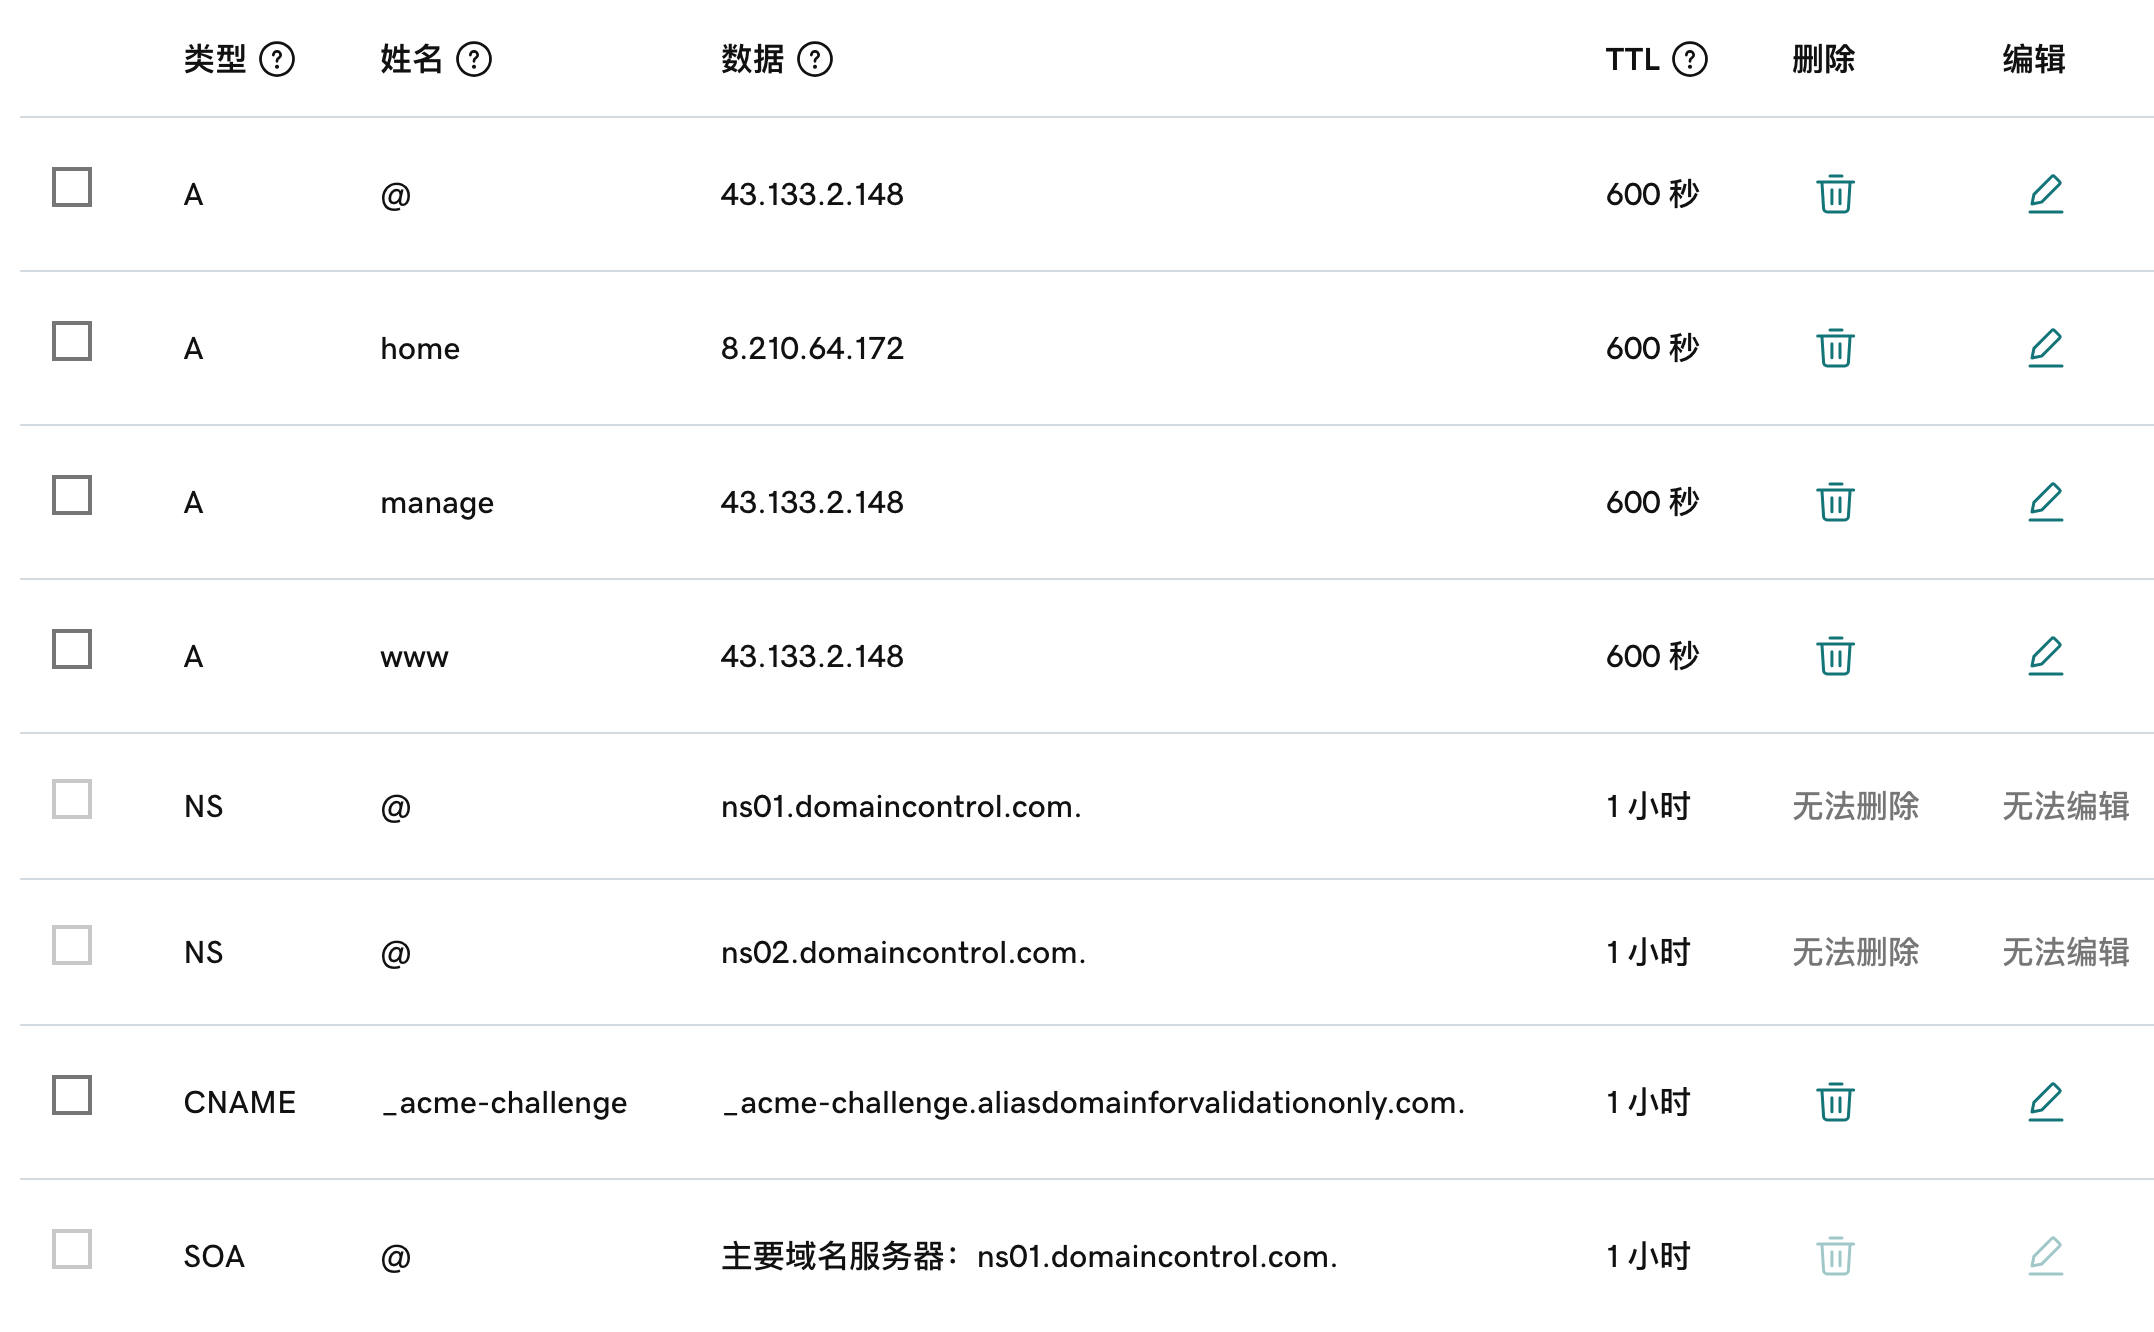 类型 姓名 数据 TTL 删除 编辑
A @ 43.133.2.148 600 秒
A home 8.210.64.172 600 秒
A manage 43.133.2.148 600 秒
A www 43.133.2.148 600 秒
NS @ ns01.domaincontrol.com. 1 小时 无法删除 无法编辑
NS @ ns02.domaincontrol.com. 1 小时 无法删除 无法编辑
CNAME _acme-challenge _acme-challenge.aliasdomainforvalidationonly.com. 1 小时
SOA @ 主要域名服务器：ns01.domaincontrol.com. 1 小时